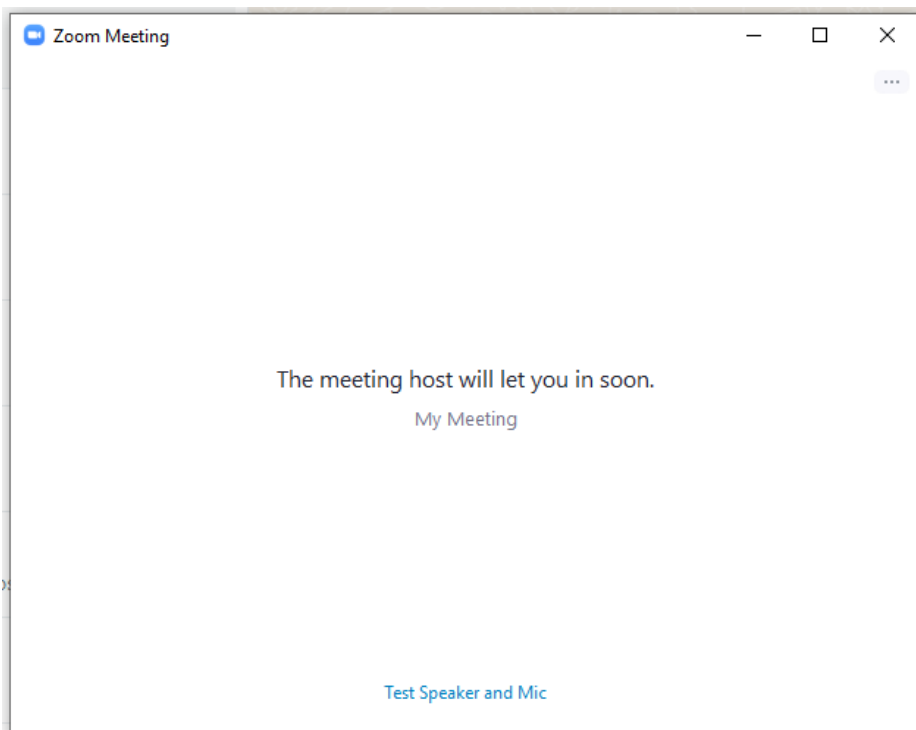 Zoom Meeting
The meeting host will let you in soon.
My Meeting
Test Speaker and Mic